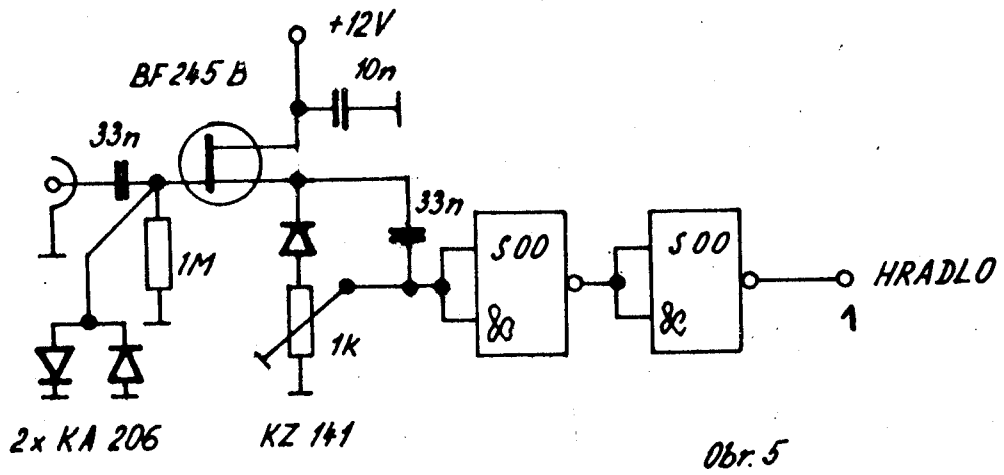 +12V
BF 245 B
10n
33n
33n
1M
1k
S00
&
S00
&
HRADLO
1
2x KA 206
KZ 141
Obr. 5